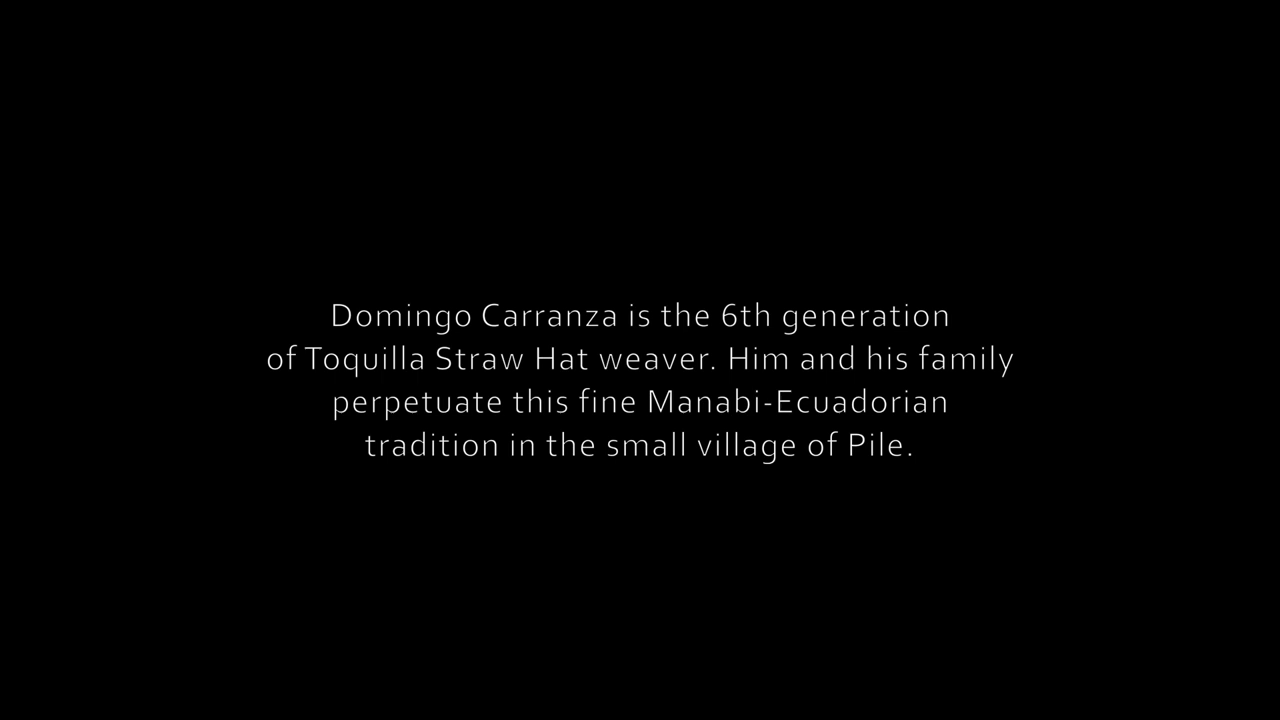 Domingo Carranza is the 6th generation
of Toquilla Straw Hat weaver. Him and his family
perpetuate this fine Manabi-Ecuadorian
tradition in the small village of Pile.